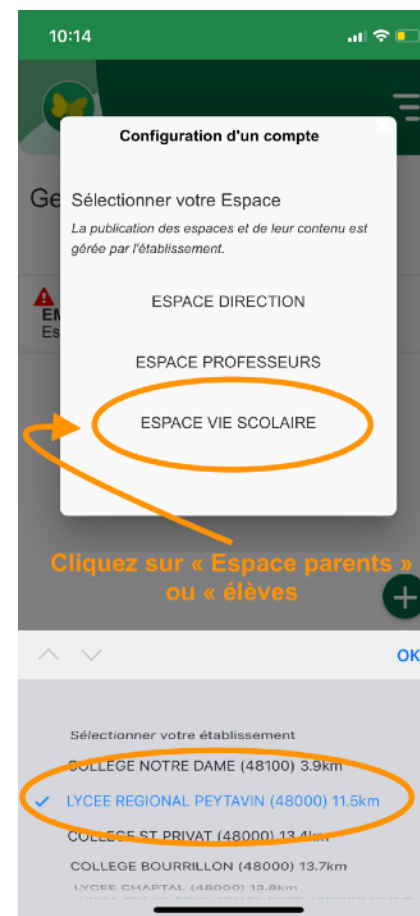 10:14
Configuration d'un compte
Ge
Sélectionner votre Espace
La publication des espaces et de leur contenu est
gérée par l'établissement.
ESPACE DIRECTION
EN
Es
ESPACE PROFESSEURS
ESPACE VIE SCOLAIRE
Cliquez sur « Espace parents »
ou « élèves
OK
Sélectionner votre établissement
COLLEGE NOTRE DAME (48100) 3.9km
LYCEE REGIONAL PEYTAVIN (48000) 11.5km
COLLEGE ST PRIVAT (48000) 13.4km
COLLEGE BOURRILLON (48000) 13.7km
LYCEE CHAPTAL (48000) 13.8km